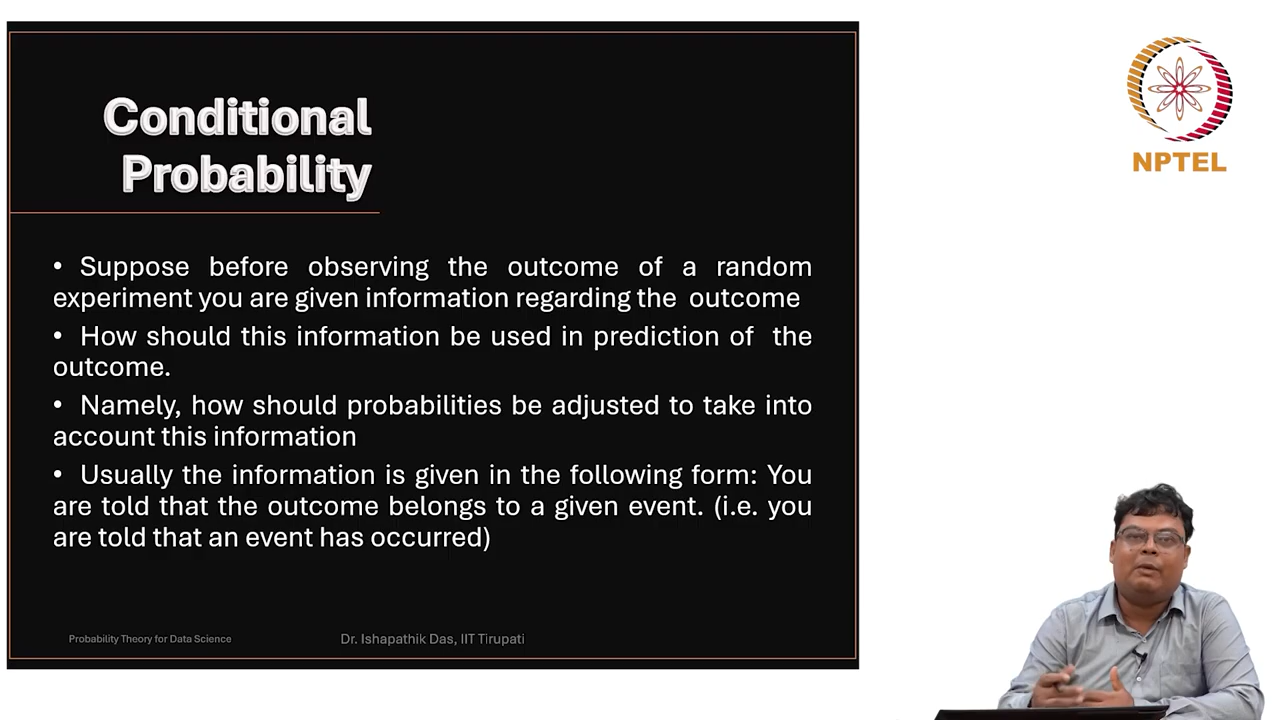 Conditional
Probability
• Suppose before observing the outcome of a random
experiment you are given information regarding the outcome
• How should this information be used in prediction of the
outcome.
• Namely, how should probabilities be adjusted to take into
account this information
• Usually the information is given in the following form: You
are told that the outcome belongs to a given event. (i.e. you
are told that an event has occurred)
Probability Theory for Data Science
Dr. Ishapathik Das, IIT Tirupati
NPTEL